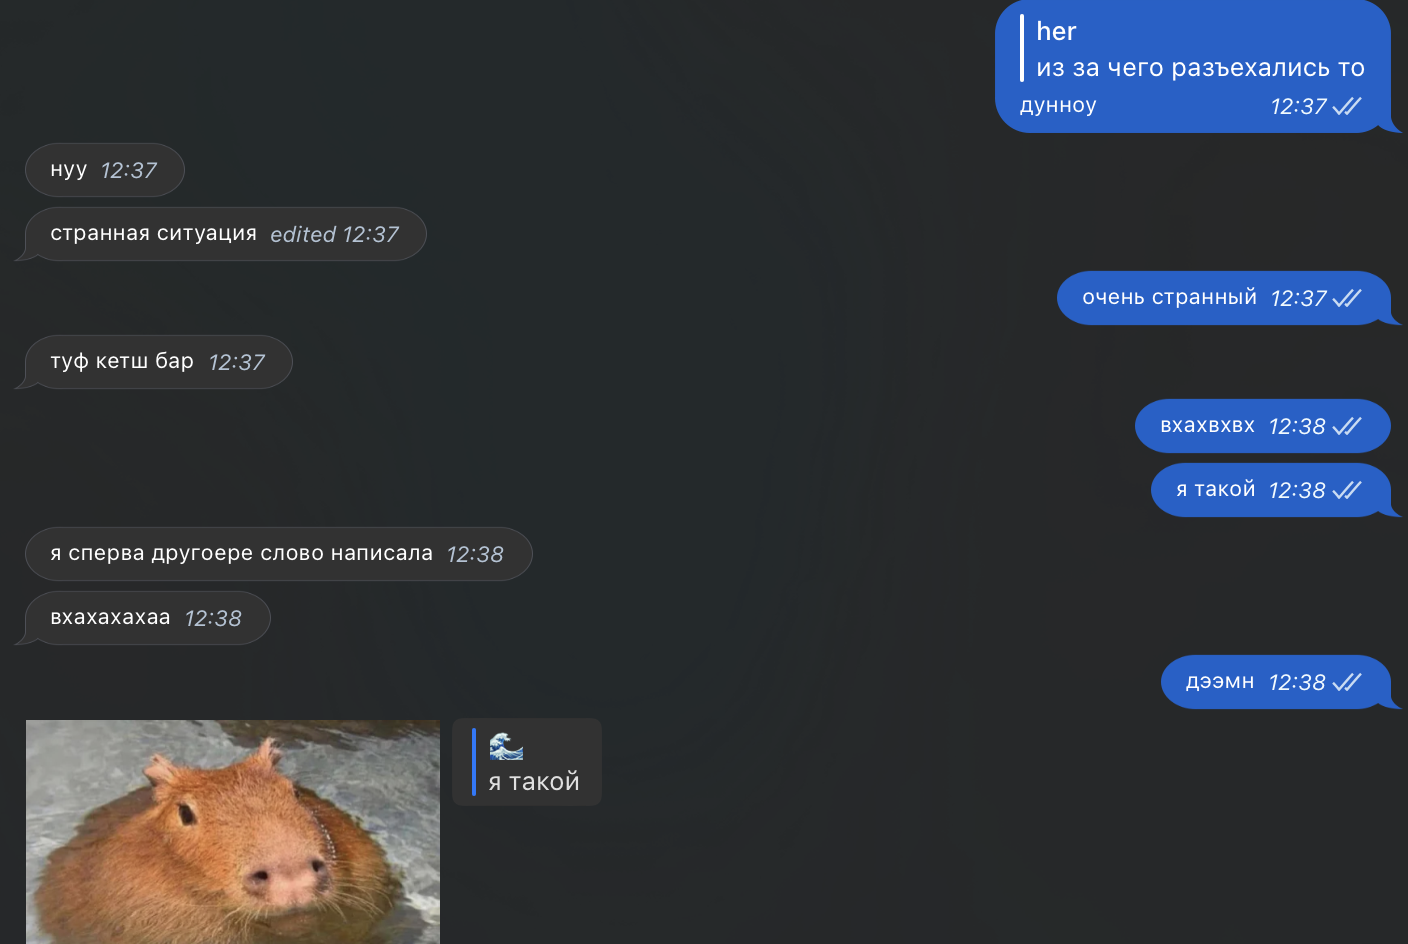 her
из за чего разъехались то
дунноу 12:37
нуу 12:37
странная ситуация edited 12:37
очень странный 12:37
туф кетш бар 12:37
вхахвхвх 12:38
я такой 12:38
я сперва другоере слово написала 12:38
вхахахахаа 12:38
дээмн 12:38
🌊
я такой